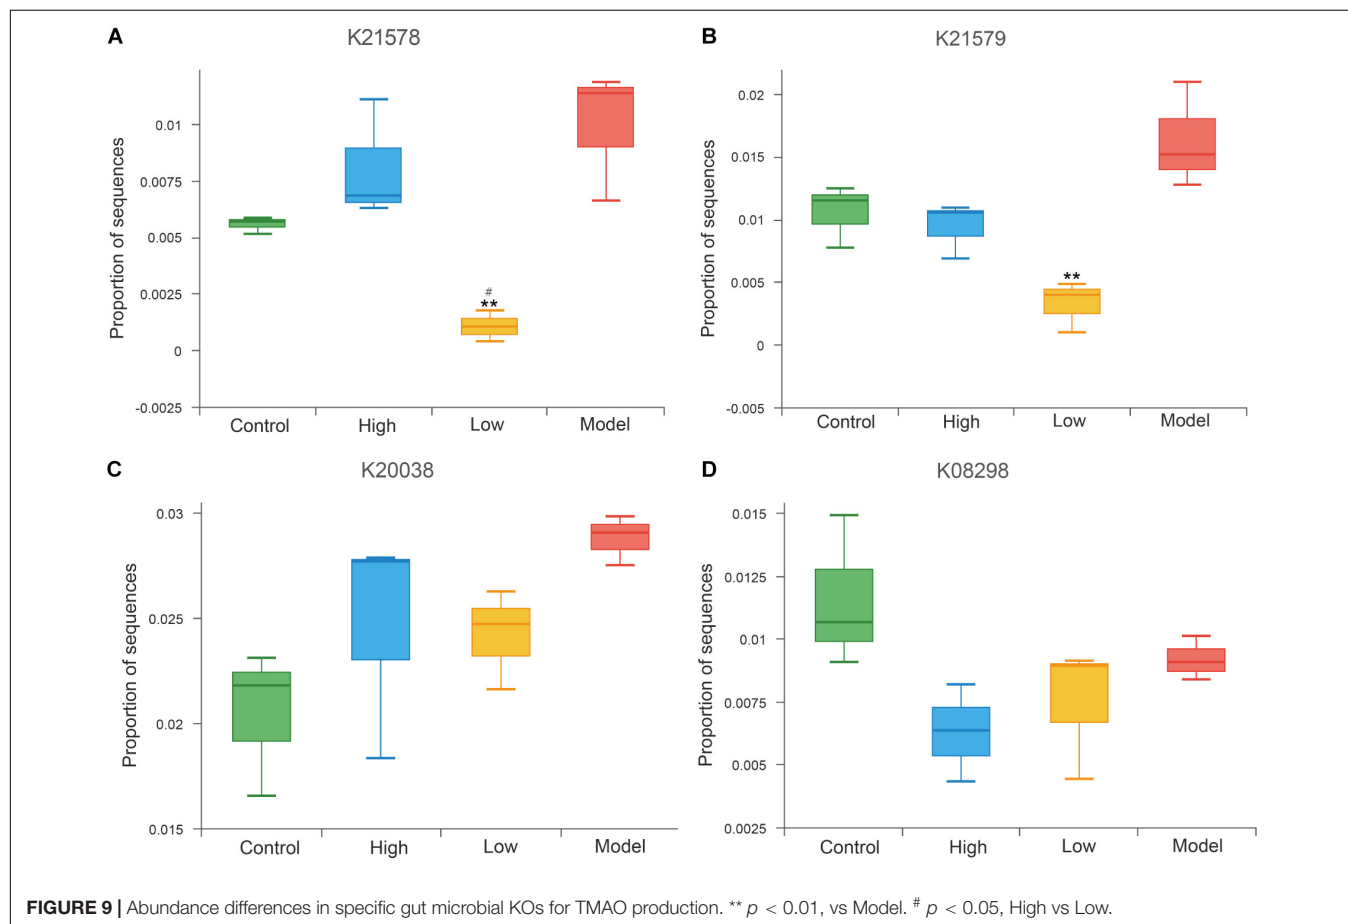 A
K21578
Proportion of sequences
0.01
0.0075
0.005
0.0025
0
-0.0025
#
**
Control High Low Model
B
K21579
Proportion of sequences
0.02
0.015
0.01
0.005
0
-0.005
**
Control High Low Model
C
K20038
Proportion of sequences
0.03
0.025
0.02
0.015
Control High Low Model
D
K08298
Proportion of sequences
0.015
0.0125
0.01
0.0075
0.005
0.0025
Control High Low Model
FIGURE 9 | Abundance differences in specific gut microbial KOs for TMAO production. ** p < 0.01, vs Model. # p < 0.05, High vs Low.